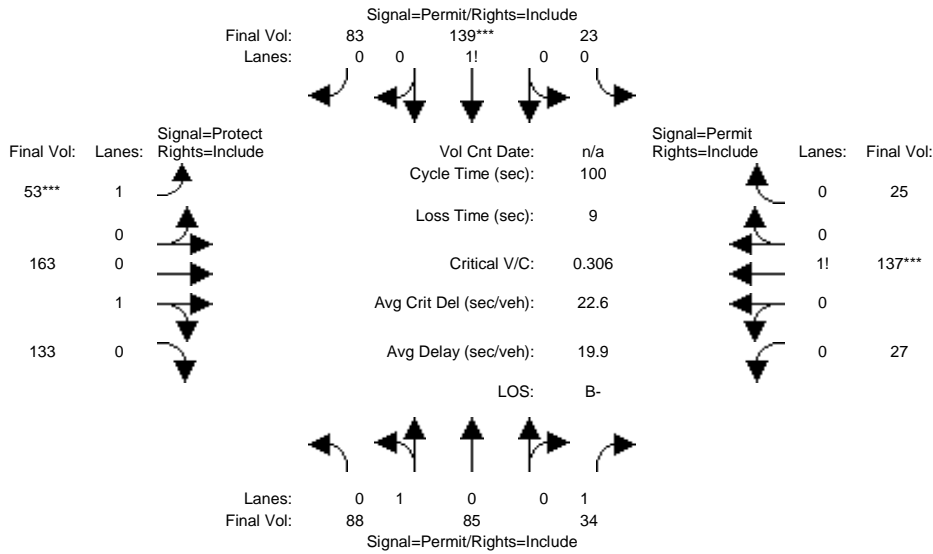 Signal=Permit/Rights=Include
Final Vol: 83 139*** 23
Lanes: 0 0 1! 0 0
Signal=Protect Signal=Permit
Final Vol: Lanes: Rights=Include Vol Cnt Date: n/a Rights=Include Lanes: Final Vol:
Cycle Time (sec): 100
53*** 1 0 25
Loss Time (sec): 9
0 0
163 0 Critical V/C: 0.306 1! 137***
1 Avg Crit Del (sec/veh): 22.6 0
133 0 Avg Delay (sec/veh): 19.9 0 27
LOS: B-
Lanes: 0 1 0 0 1
Final Vol: 88 85 34
Signal=Permit/Rights=Include